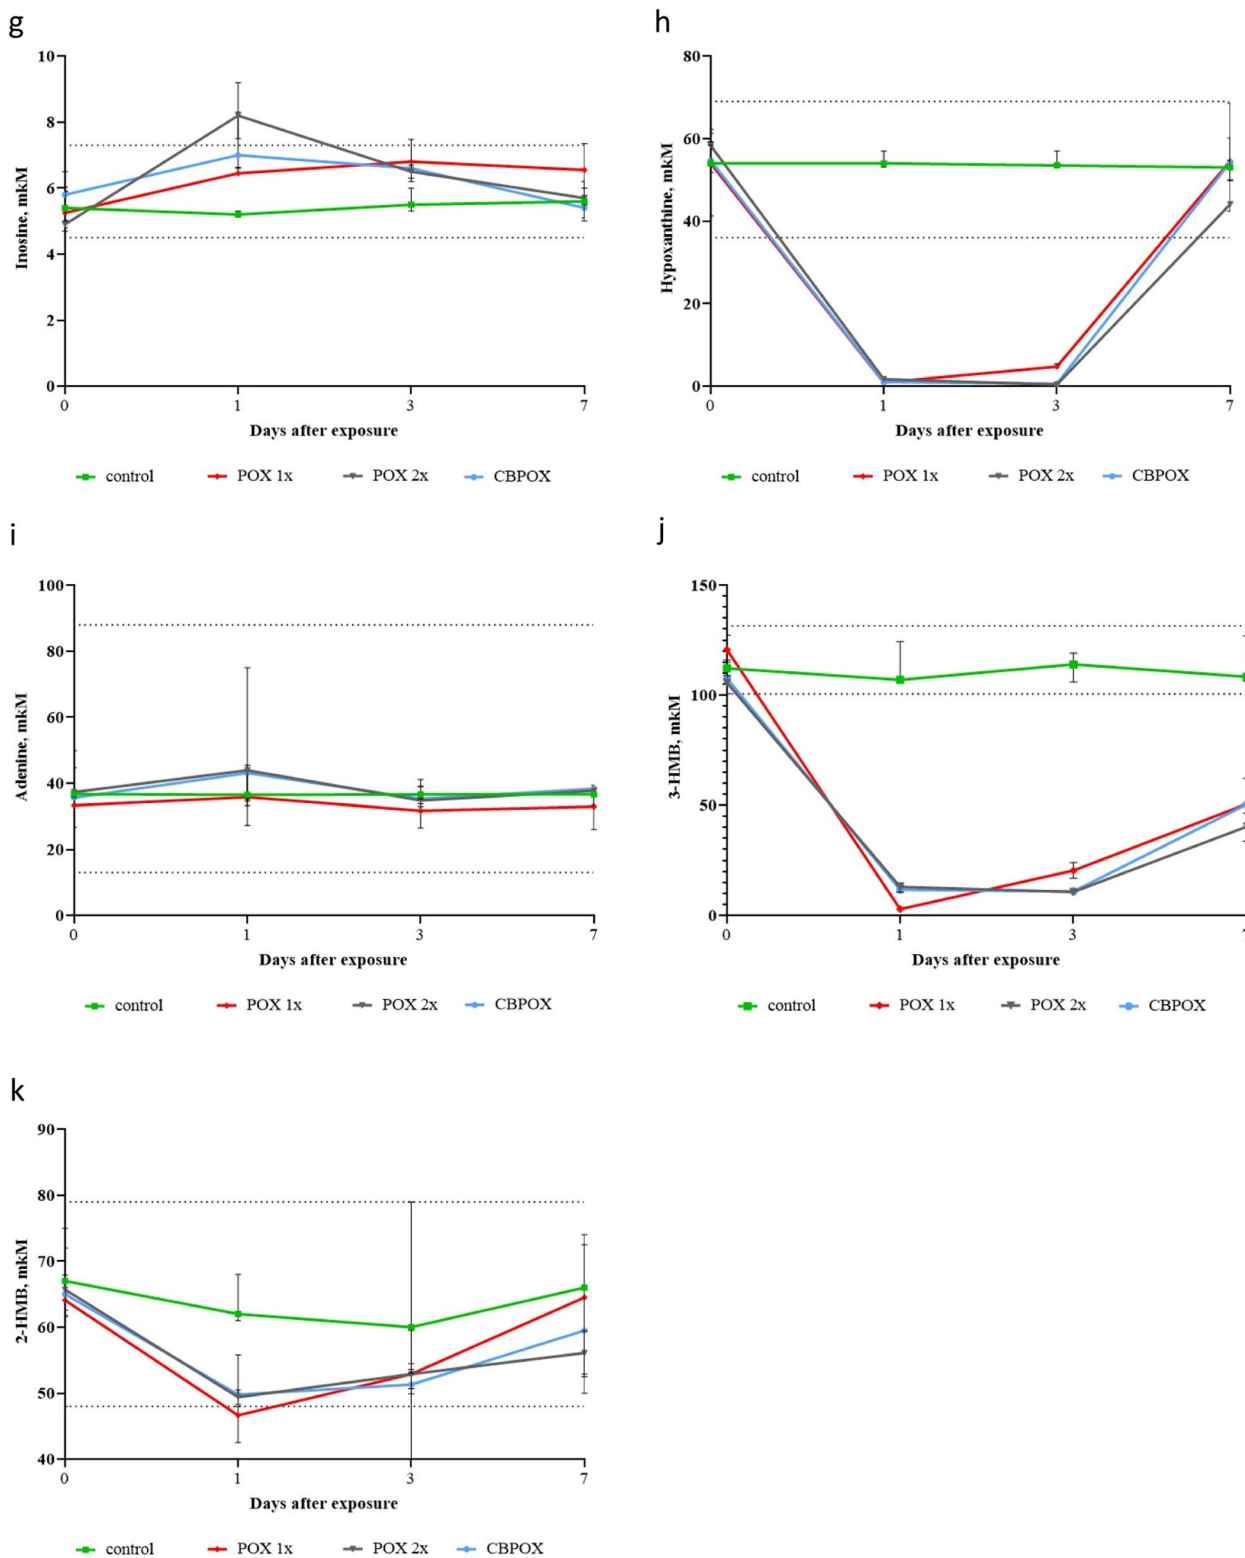 g
10
8
6
4
2
0
Inosine, mkM
0 1 3 7
Days after exposure
control POX 1x POX 2x CBPOX
h
80
60
40
20
0
Hypoxanthine, mkM
0 1 3 7
Days after exposure
control POX 1x POX 2x CBPOX
i
100
80
60
40
20
0
Adenine, mkM
0 1 3 7
Days after exposure
control POX 1x POX 2x CBPOX
j
150
100
50
0
3-HMB, mkM
0 1 3
Days after exposure
control POX 1x POX 2x CBPOX
k
90
80
70
60
50
40
2-HMB, mkM
0 1 3 7
Days after exposure
control POX 1x POX 2x CBPOX